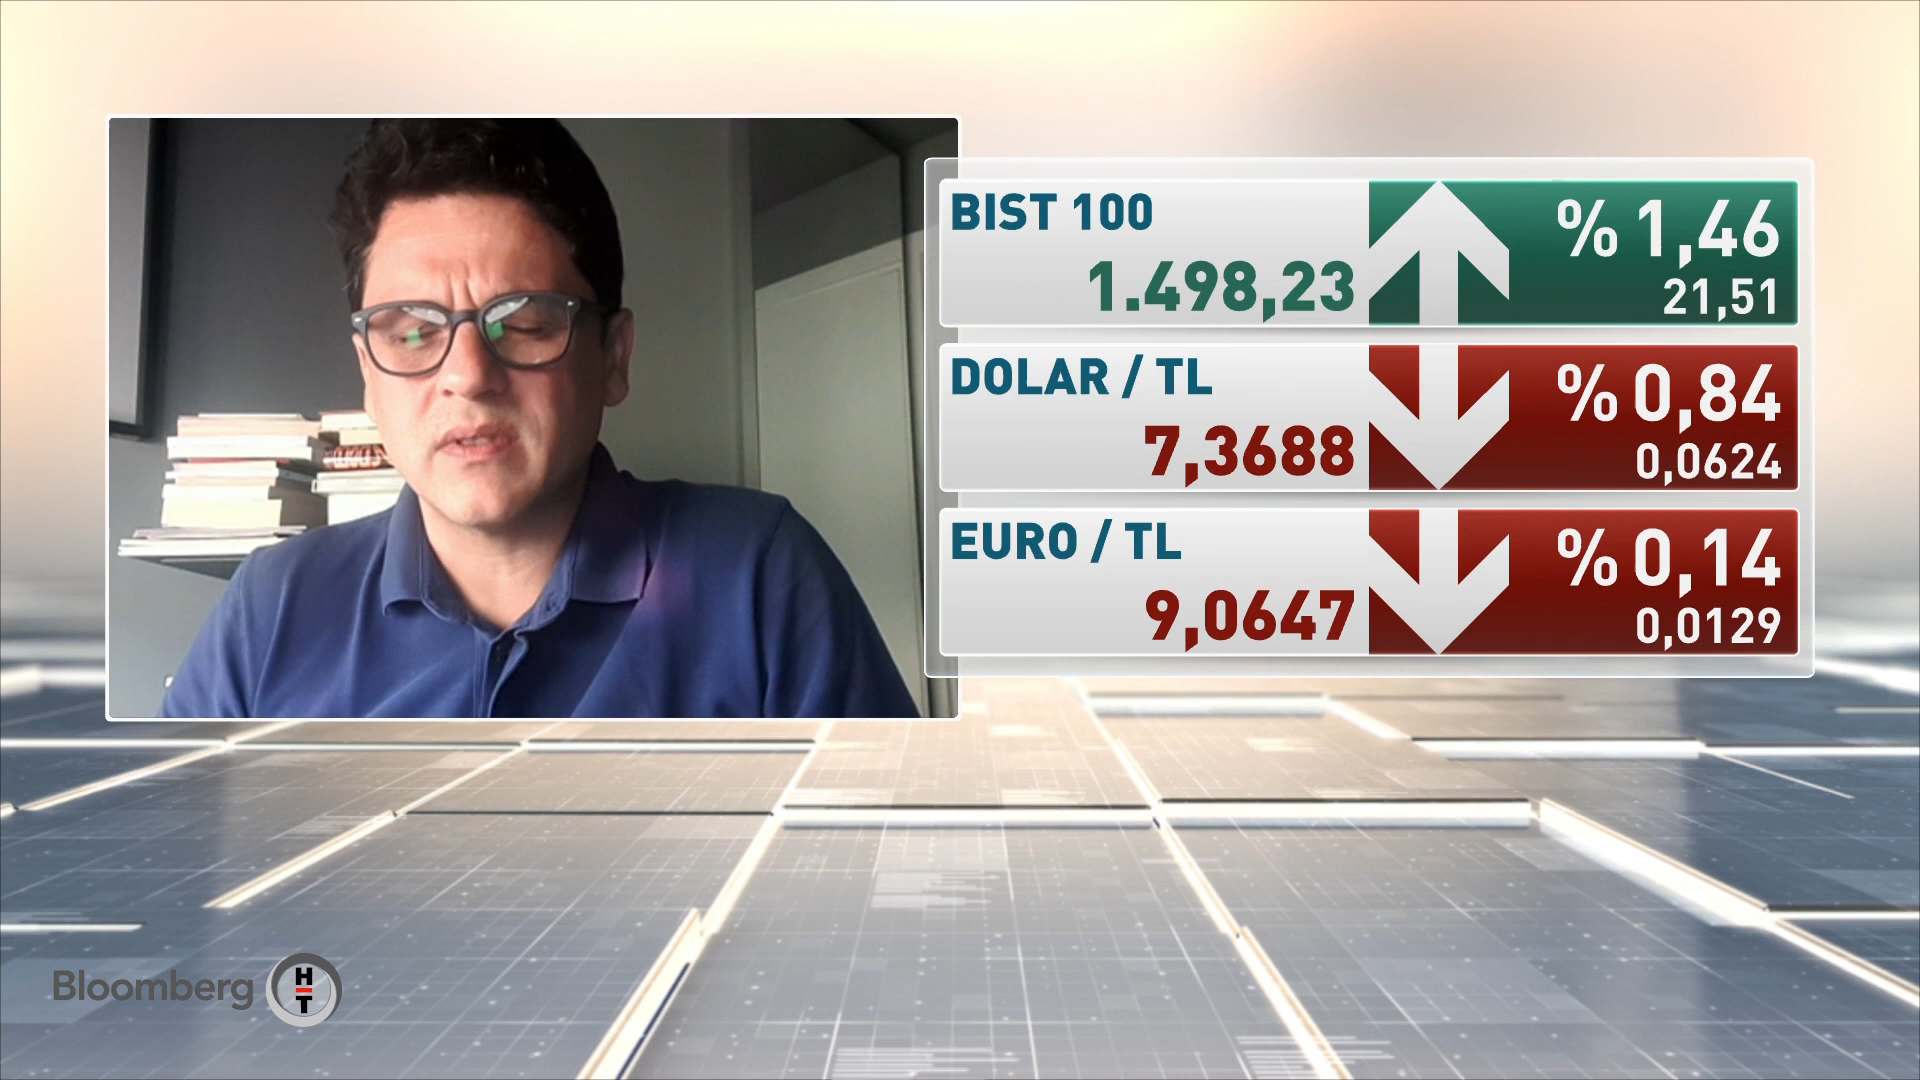 BIST 100
1.498,23
% 1,46
21,51
DOLAR / TL
7,3688
% 0,84
0,0624
EURO / TL
9,0647
% 0,14
0,0129
Bloomberg HT